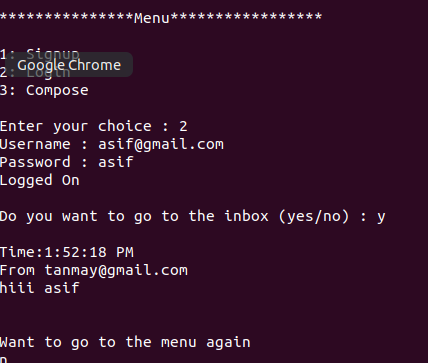 ***************Menu*****************
1: Signup
Google Chrome
2: Login
3: Compose
Enter your choice : 2
Username : asif@gmail.com
Password : asif
Logged On
Do you want to go to the inbox (yes/no) : y
Time:1:52:18 PM
From tanmay@gmail.com
hiii asif
Want to go to the menu again
n